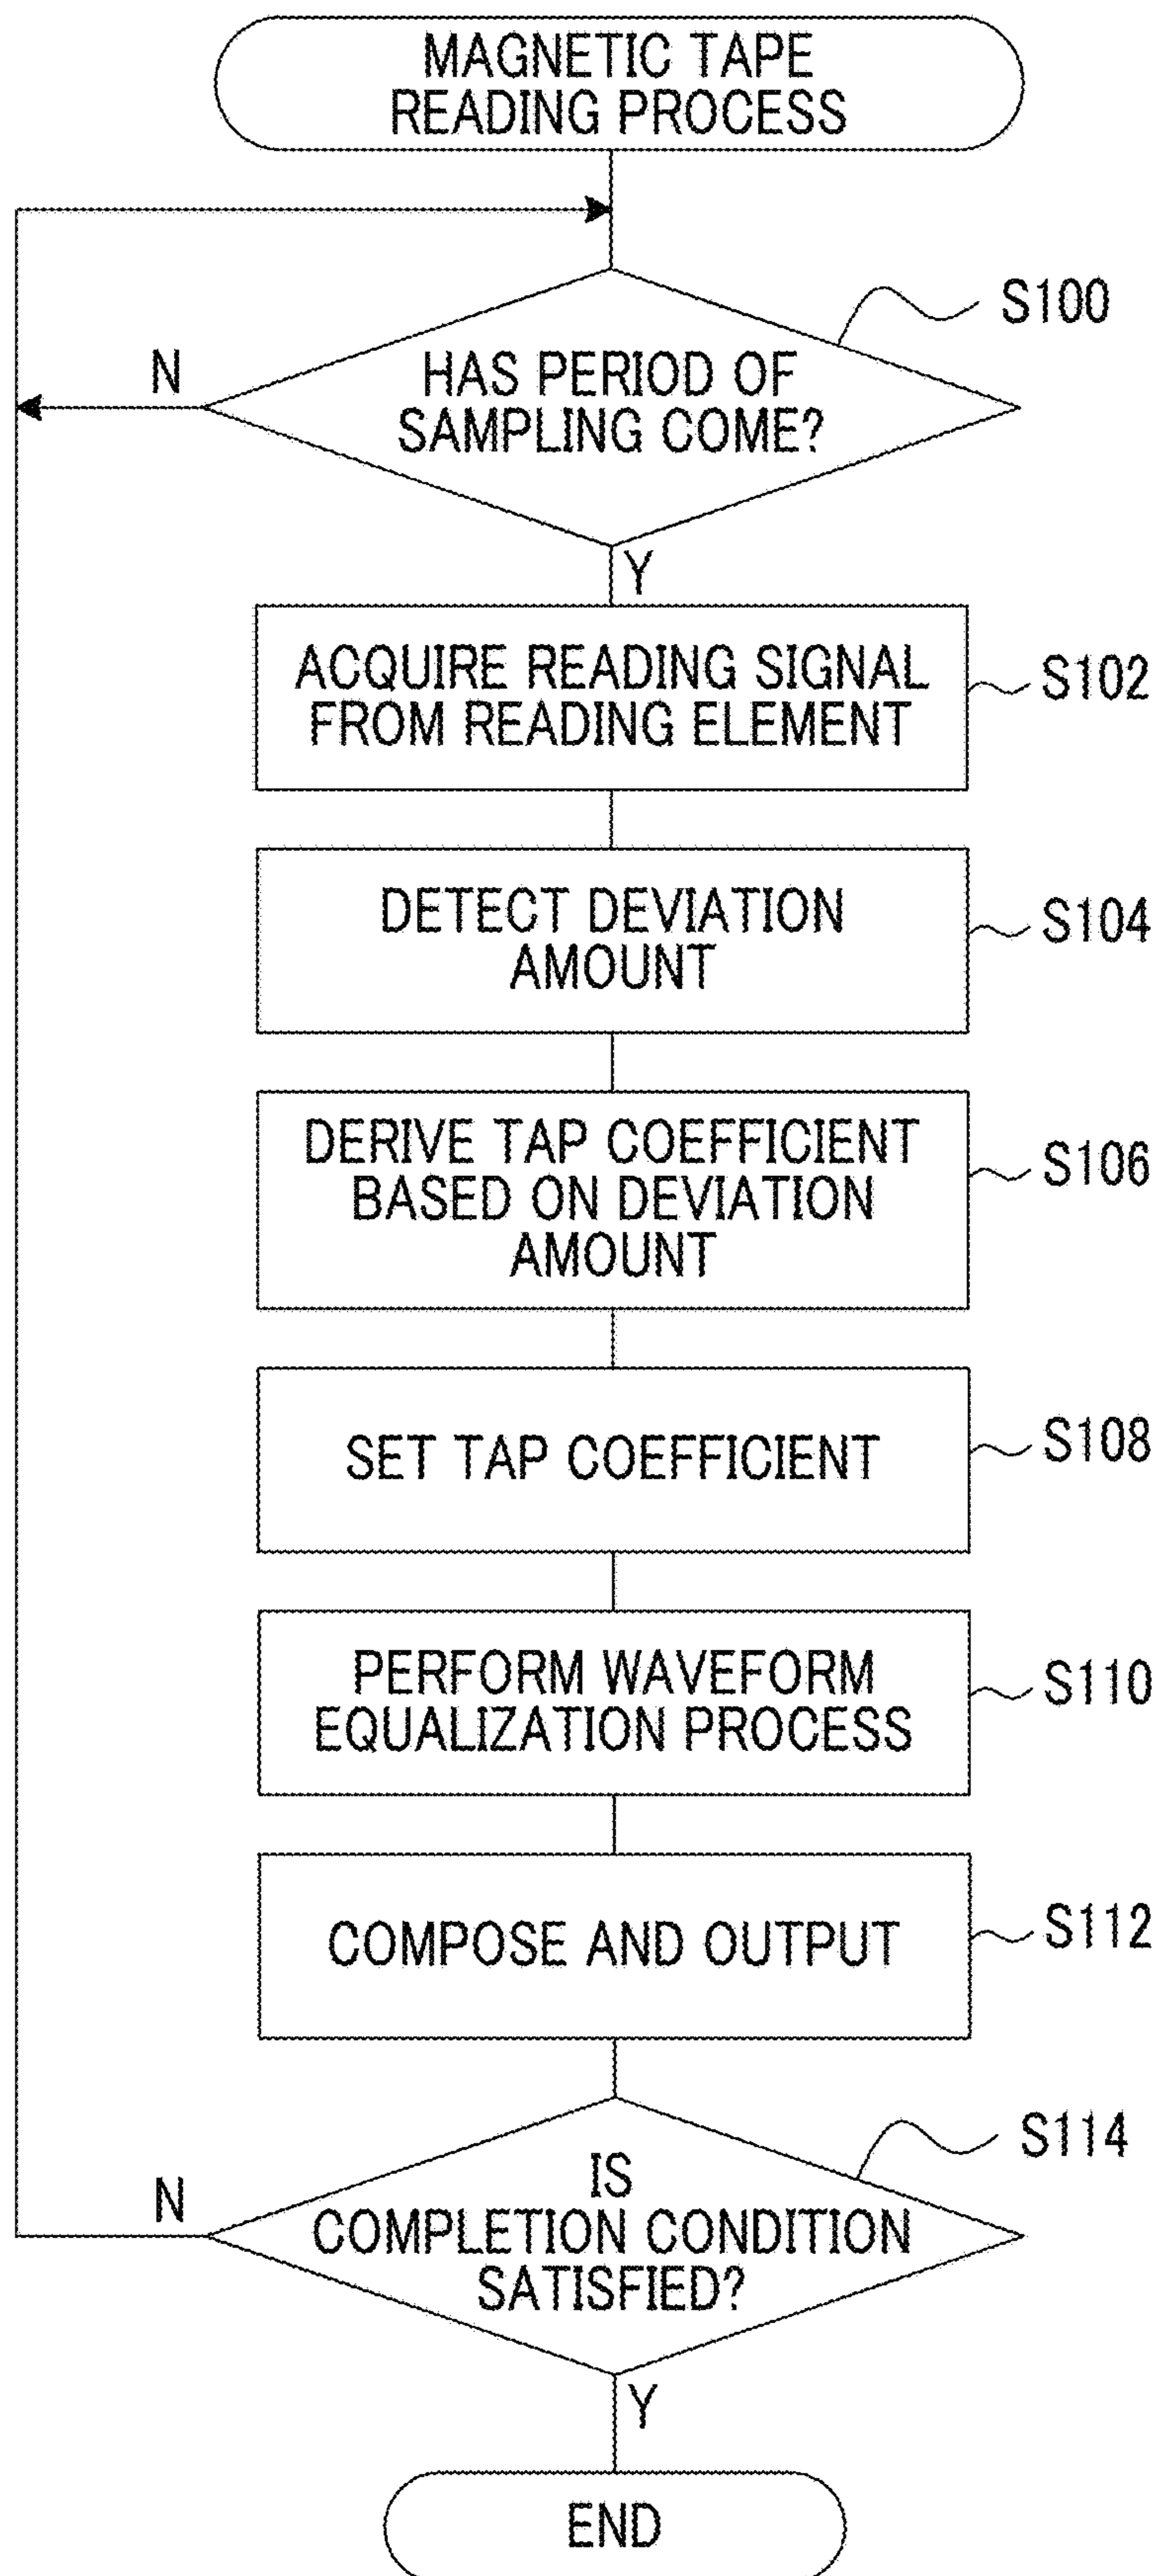 MAGNETIC TAPE
READING PROCESS
S100
HAS PERIOD OF
SAMPLING COME?
N
Y
ACQUIRE READING SIGNAL
FROM READING ELEMENT
S102
DETECT DEVIATION
AMOUNT
S104
DERIVE TAP COEFFICIENT
BASED ON DEVIATION
AMOUNT
S106
SET TAP COEFFICIENT
S108
PERFORM WAVEFORM
EQUALIZATION PROCESS
S110
COMPOSE AND OUTPUT
S112
S114
IS
COMPLETION CONDITION
SATISFIED?
N
Y
END